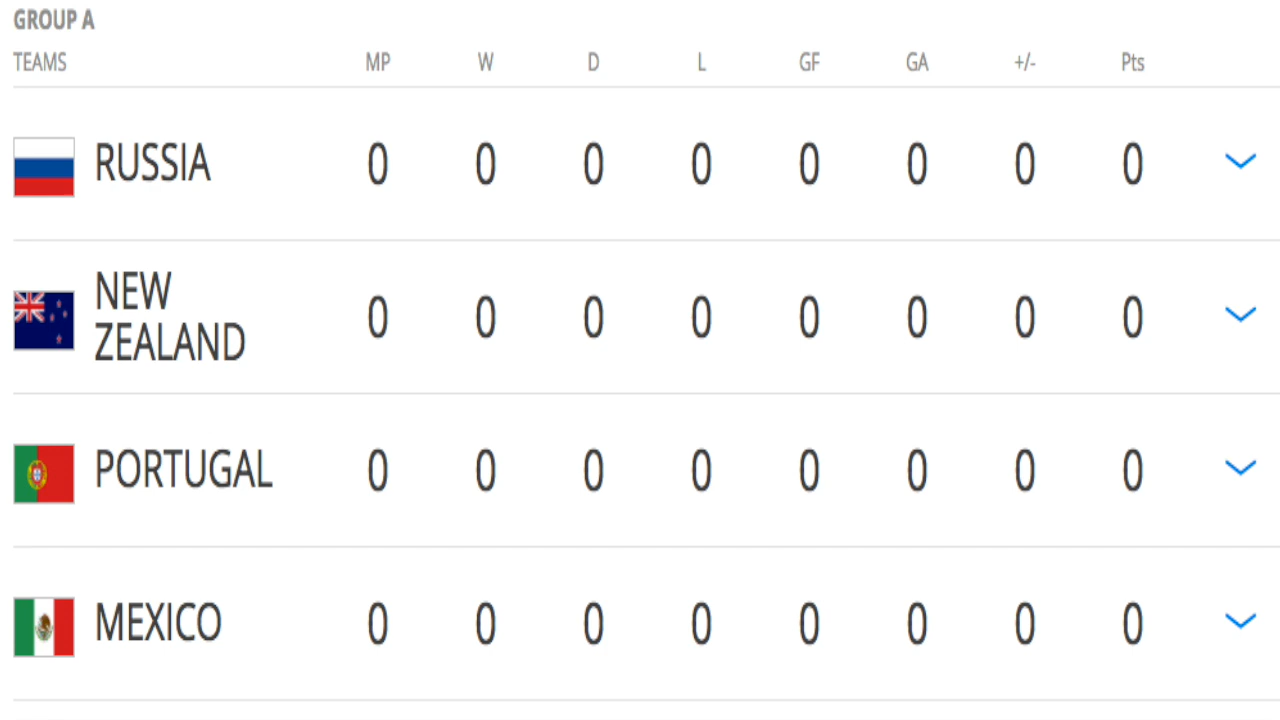 GROUP A
TEAMS MP W D L GF GA +/- Pts
RUSSIA 0 0 0 0 0 0 0 0
NEW
ZEALAND 0 0 0 0 0 0 0 0
PORTUGAL 0 0 0 0 0 0 0 0
MEXICO 0 0 0 0 0 0 0 0